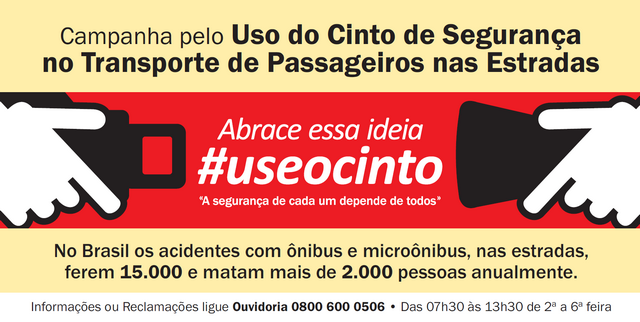 Campanha pelo Uso do Cinto de Segurança
no Transporte de Passageiros nas Estradas
Abrace essa ideia
#useocinto
"A segurança de cada um depende de todos"
No Brasil os acidentes com ônibus e microônibus, nas estradas,
ferem 15.000 e matam mais de 2.000 pessoas anualmente.
Informações ou Reclamações ligue Ouvidoria 0800 600 0506 • Das 07h30 às 13h30 de 2ª a 6ª feira